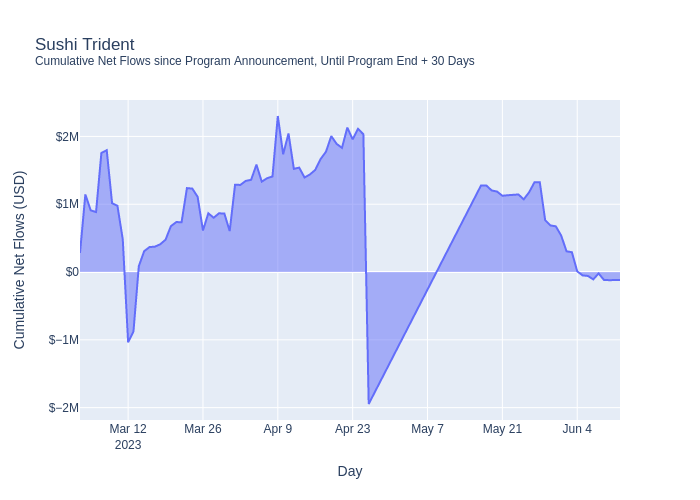 Sushi Trident
Cumulative Net Flows since Program Announcement, Until Program End + 30 Days
Cumulative Net Flows (USD)
$2M
$1M
$0
$−1M
$−2M
Mar 12 Mar 26 Apr 9 Apr 23 May 7 May 21 Jun 4
2023
Day